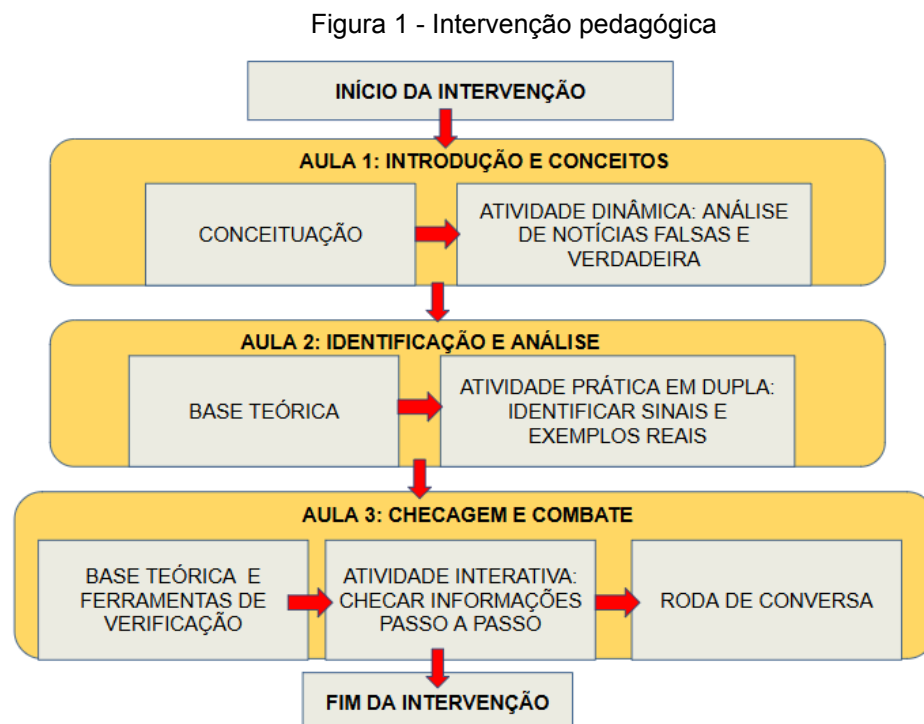 Figura 1 - Intervenção pedagógica
INÍCIO DA INTERVENÇÃO
AULA 1: INTRODUÇÃO E CONCEITOS
CONCEITUAÇÃO
ATIVIDADE DINÂMICA: ANÁLISE
DE NOTÍCIAS FALSAS E
VERDADEIRA
AULA 2: IDENTIFICAÇÃO E ANÁLISE
BASE TEÓRICA
ATIVIDADE PRÁTICA EM DUPLA:
IDENTIFICAR SINAIS E
EXEMPLOS REAIS
AULA 3: CHECAGEM E COMBATE
BASE TEÓRICA E
FERRAMENTAS DE
VERIFICAÇÃO
ATIVIDADE INTERATIVA:
CHECAR INFORMAÇÕES
PASSO A PASSO
RODA DE CONVERSA
FIM DA INTERVENÇÃO